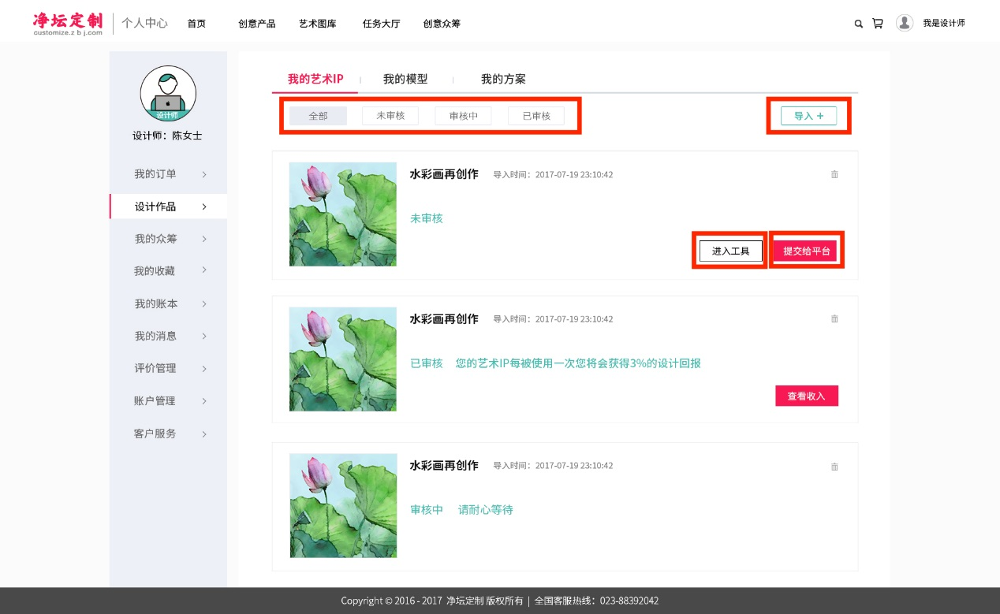 净坛定制
customize.z b j.com
个人中心
首页
创意产品
艺术图库
任务大厅
创意众筹
我是设计师
设计师
设计师：陈女士
我的订单
设计作品
我的众筹
我的收藏
我的账本
我的消息
评价管理
账户管理
客户服务
我的艺术IP
我的模型
我的方案
全部
未审核
审核中
已审核
导入 +
水彩画再创作 导入时间：2017-07-19 23:10:42
未审核
进入工具
提交给平台
水彩画再创作 导入时间：2017-07-19 23:10:42
已审核 您的艺术IP每被使用一次您将会获得3%的设计回报
查看收入
水彩画再创作 导入时间：2017-07-19 23:10:42
审核中 请耐心等待
Copyright © 2016 - 2017 净坛定制 版权所有 | 全国客服热线：023-88392042